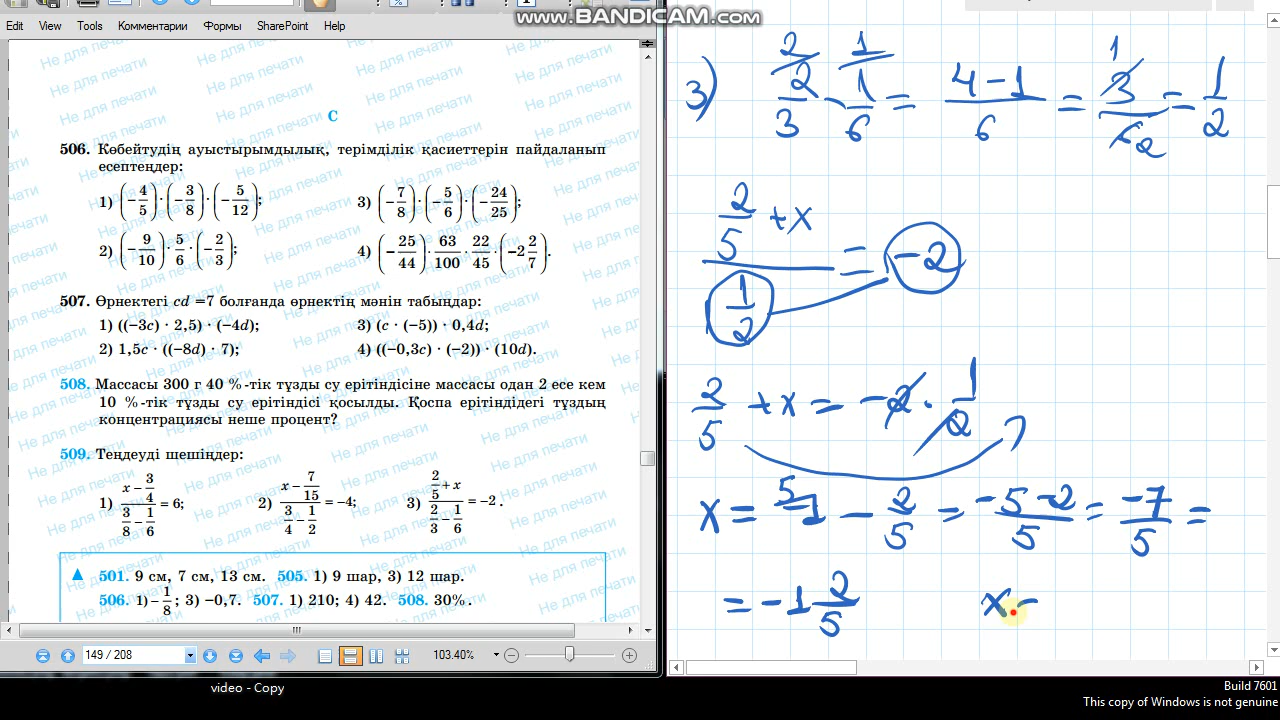 www.BANDICAM.com
Edit View Tools Комментарии Формы SharePoint Help
Не для печати
С
506. Көбейтудің ауыстырымдылық, терімділік қасиеттерін пайдаланып
есептеңдер:
1) (−4/5) · (−3/8) · (−5/12);
3) (−7/8) · (−5/6) · (−24/25);
2) (−9/10) · 5/6 · (−2/3);
4) (−25/44) · 63/100 · 22/45 · (−2 2/7).
507. Өрнектегі cd =7 болғанда өрнектің мәнін табыңдар:
1) ((−3c) · 2,5) · (−4d);
3) (c · (−5)) · 0,4d;
2) 1,5c · ((−8d) · 7);
4) ((−0,3c) · (−2)) · (10d).
508. Массасы 300 г 40 %-тік тұзды су ерітіндісіне массасы одан 2 есе кем
10 %-тік тұзды су ерітіндісі қосылды. Қоспа ерітіндідегі тұздың
концентрациясы неше процент?
509. Теңдеуді шешіңдер:
1) (x − 3/4)/(3/8 − 1/6) = 6;
2) (x − 7/15)/(3/4 − 1/2) = −4;
3) (2/5 + x)/(2/3 − 1/6) = −2 .
▲ 501. 9 см, 7 см, 13 см. 505. 1) 9 шар, 3) 12 шар.
506. 1) −1/8; 3) −0,7. 507. 1) 210; 4) 42. 508. 30%.
149 / 208
103.40%
3) 2/3 - 1/6 = (4 - 1)/6 = 3/6 = 1/2
(2/5 + x)/(1/2) = -2
2/5 + x = -2 · 1/2
x = -1 - 2/5 = (-5 - 2)/5 = -7/5 =
= -1 2/5
x -
video - Copy
Build 7601
This copy of Windows is not genuine